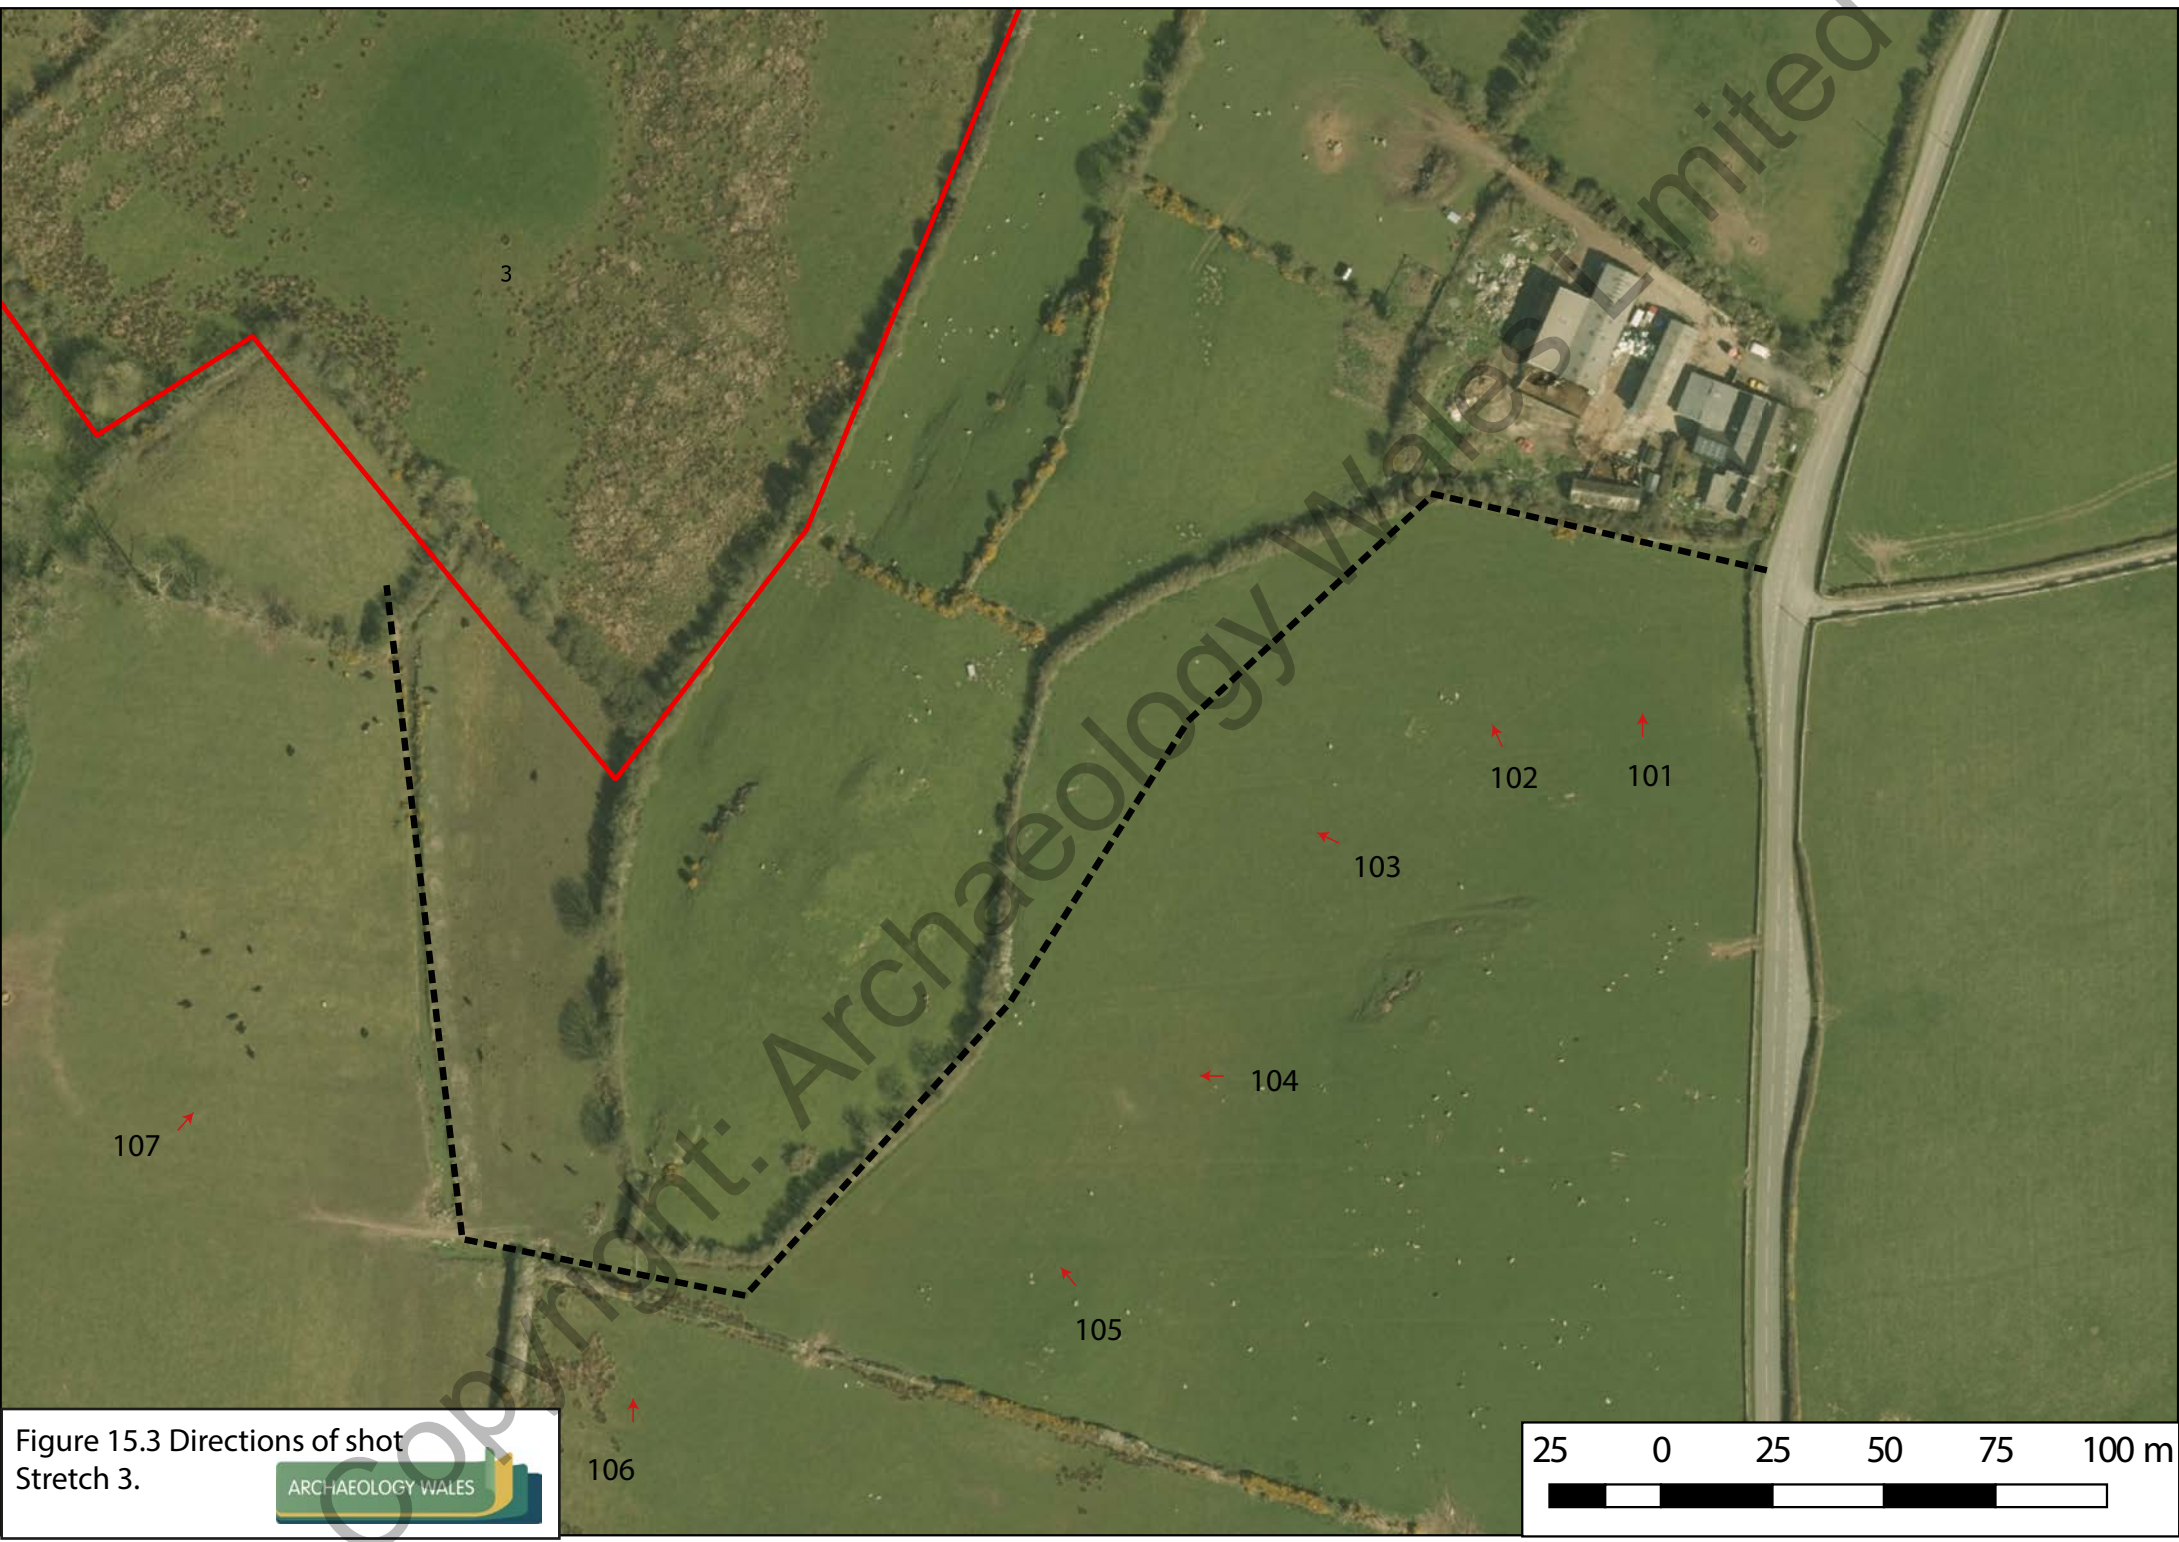 3
102
101
103
104
107
105
106
Figure 15.3 Directions of shot
Stretch 3.
ARCHAEOLOGY WALES
25 0 25 50 75 100 m
Copyright: Archaeology Wales Limited